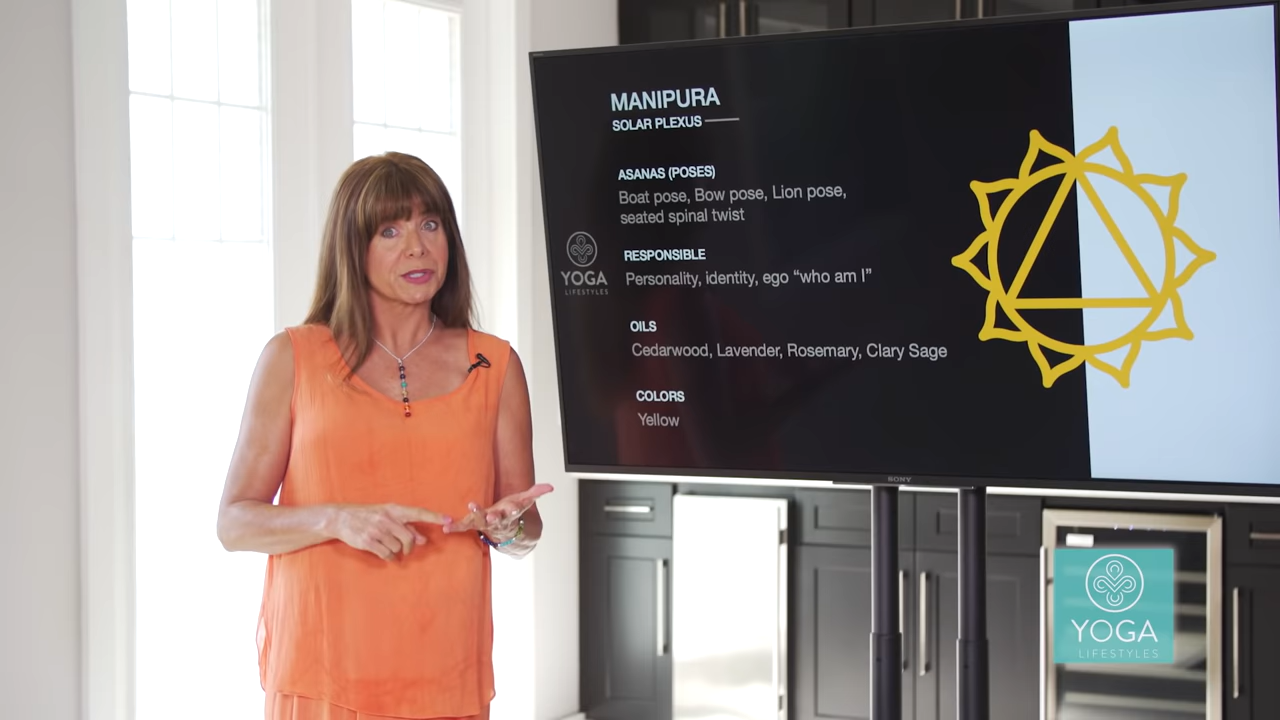 MANIPURA
SOLAR PLEXUS
ASANAS (POSES)
Boat pose, Bow pose, Lion pose,
seated spinal twist
RESPONSIBLE
Personality, identity, ego “who am I”
OILS
Cedarwood, Lavender, Rosemary, Clary Sage
COLORS
Yellow
YOGA
LIFESTYLES
SONY
YOGA
LIFESTYLES